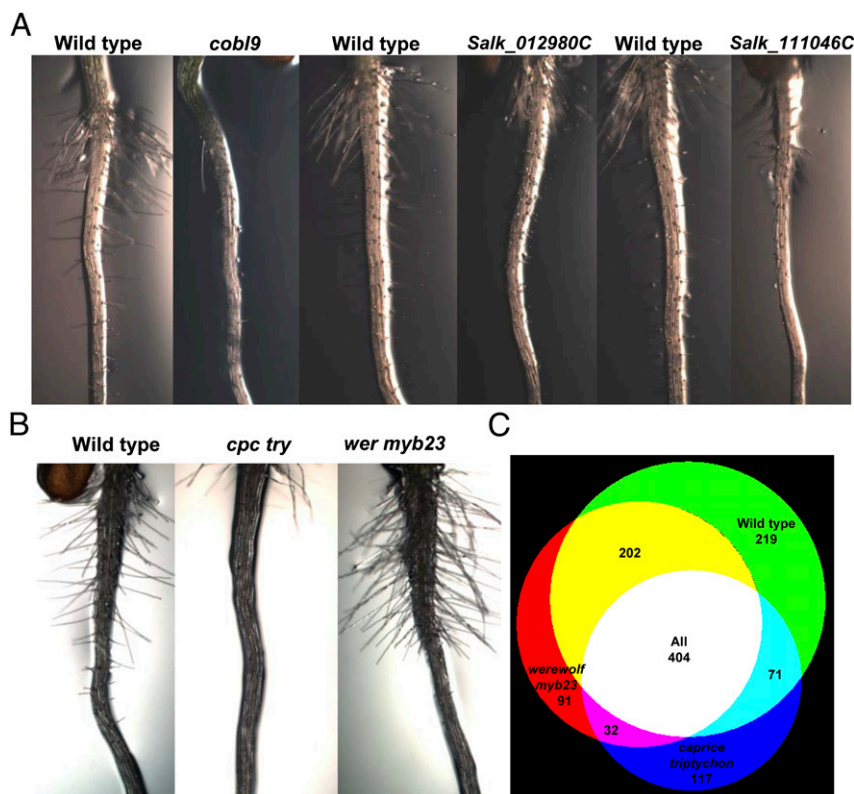 A
Wild type cobl9 Wild type Salk_012980C Wild type Salk_111046C
B
Wild type cpc try wer myb23
C
Wild type
219
202
All
404
71
werewolf
myb23
91
32
caprice
triptychon
117